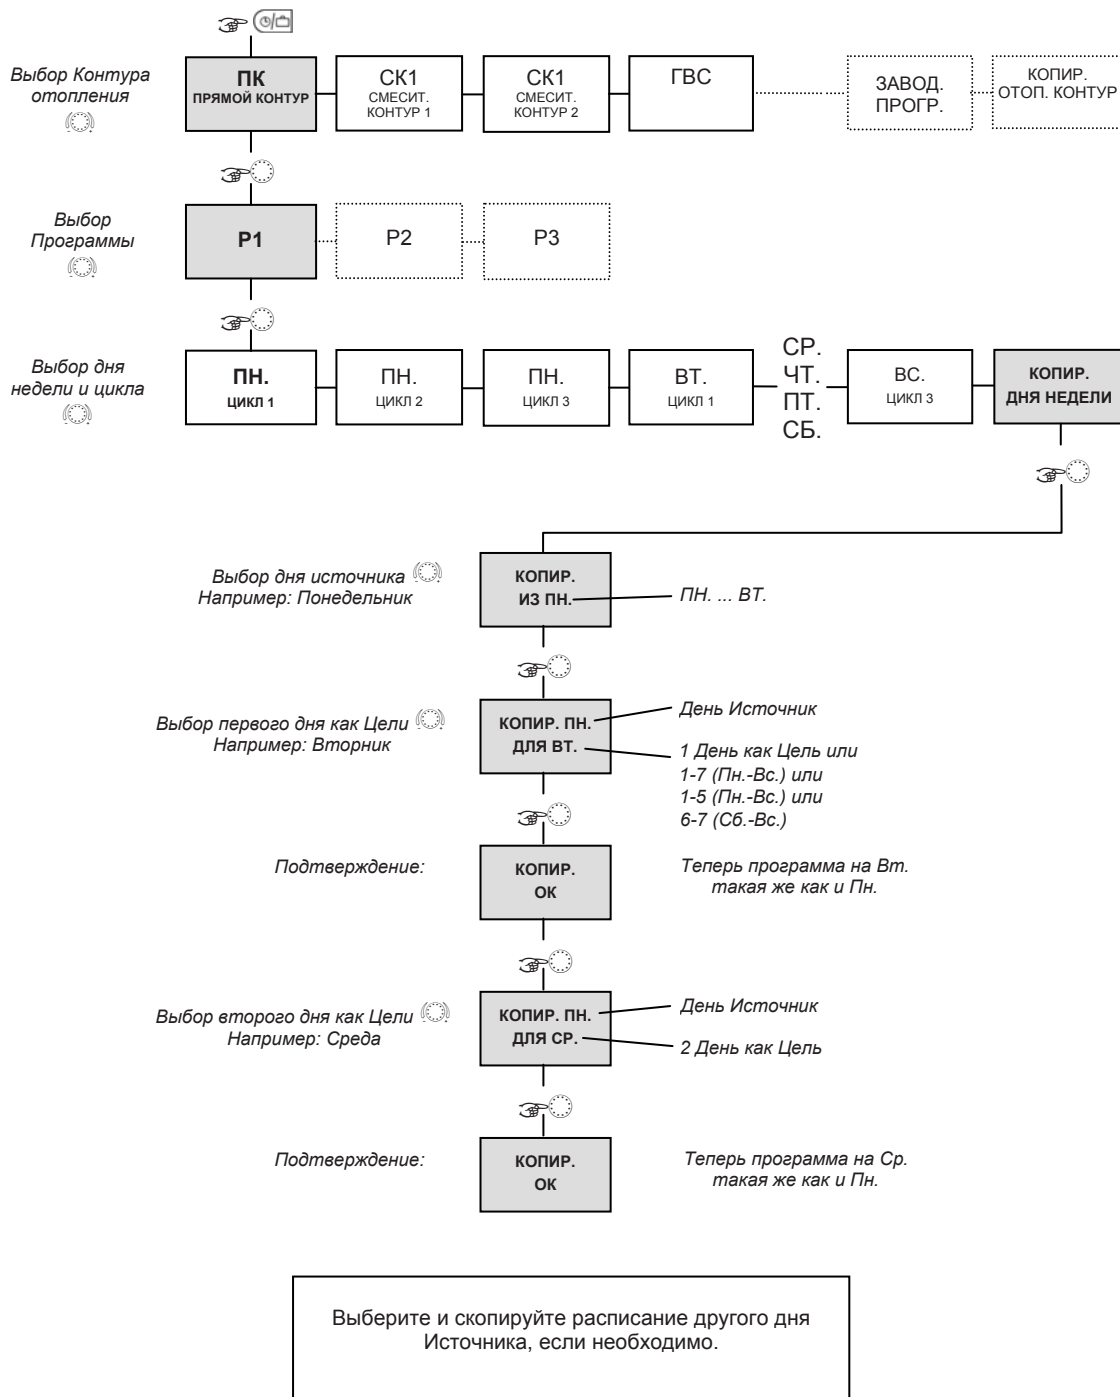 Выбор Контура
отопления
ПК
ПРЯМОЙ КОНТУР
СК1
СМЕСИТ.
КОНТУР 1
СК1
СМЕСИТ.
КОНТУР 2
ГВС
ЗАВОД.
ПРОГР.
КОПИР.
ОТОП. КОНТУР
Выбор
Программы
P1
P2
P3
Выбор дня
недели и цикла
ПН.
ЦИКЛ 1
ПН.
ЦИКЛ 2
ПН.
ЦИКЛ 3
ВТ.
ЦИКЛ 1
СР.
ЧТ.
ПТ.
СБ.
ВС.
ЦИКЛ 3
КОПИР.
ДНЯ НЕДЕЛИ
Выбор дня источника
Например: Понедельник
КОПИР.
ИЗ ПН.
ПН. ... ВТ.
Выбор первого дня как Цели
Например: Вторник
КОПИР. ПН.
ДЛЯ ВТ.
День Источник
1 День как Цель или
1-7 (Пн.-Вс.) или
1-5 (Пн.-Вс.) или
6-7 (Сб.-Вс.)
Подтверждение:
КОПИР.
ОК
Теперь программа на Вт.
такая же как и Пн.
Выбор второго дня как Цели
Например: Среда
КОПИР. ПН.
ДЛЯ СР.
День Источник
2 День как Цель
Подтверждение:
КОПИР.
ОК
Теперь программа на Ср.
такая же как и Пн.
Выберите и скопируйте расписание другого дня
Источника, если необходимо.